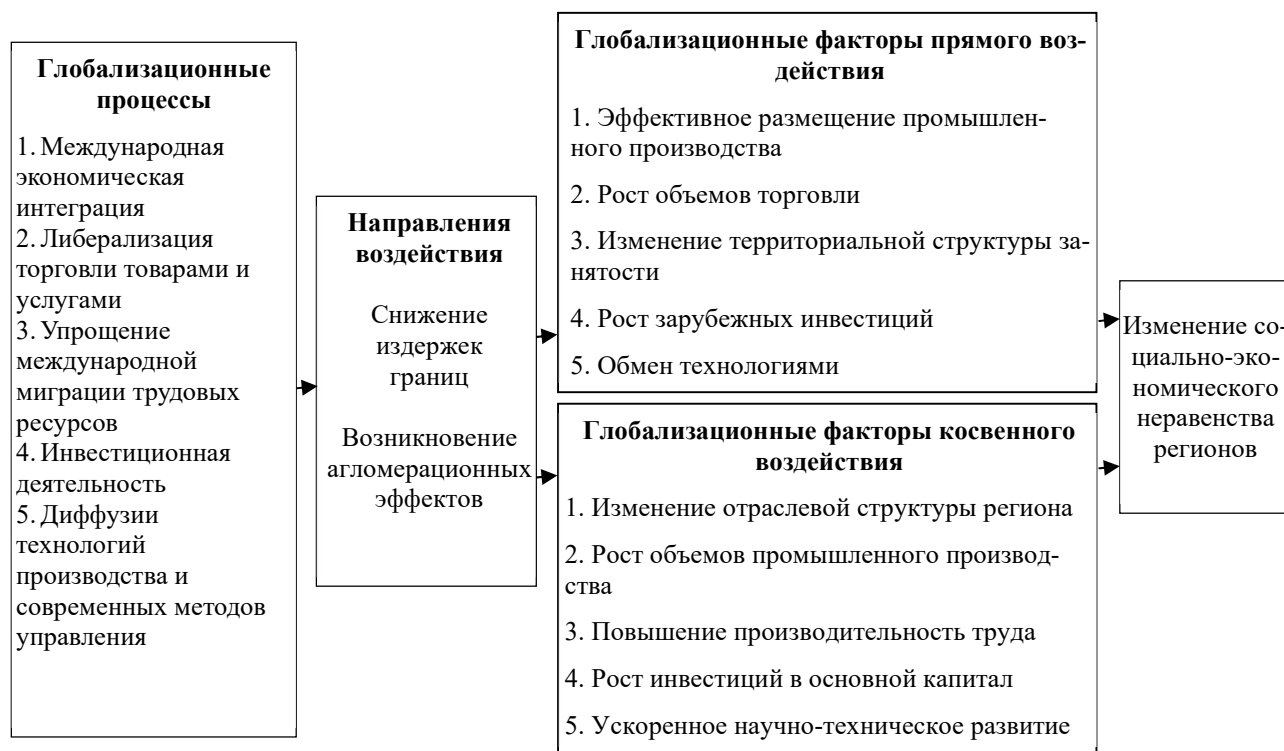 Глобализационные
процессы
1. Международная
экономическая
интеграция
2. Либерализация
торговли товарами и
услугами
3. Упрощение
международной
миграции трудовых
ресурсов
4. Инвестиционная
деятельность
5. Диффузии
технологий
производства и
современных методов
управления
Направления
воздействия
Снижение
издержек
границ
Возникновение
агломерационных
эффектов
Глобализационные факторы прямого воз-
действия
1. Эффективное размещение промышлен-
ного производства
2. Рост объемов торговли
3. Изменение территориальной структуры за-
нятости
4. Рост зарубежных инвестиций
5. Обмен технологиями
Глобализационные факторы косвенного
воздействия
1. Изменение отраслевой структуры региона
2. Рост объемов промышленного производ-
ства
3. Повышение производительность труда
4. Рост инвестиций в основной капитал
5. Ускоренное научно-техническое развитие
Изменение со-
циально-эко-
номического
неравенства
регионов